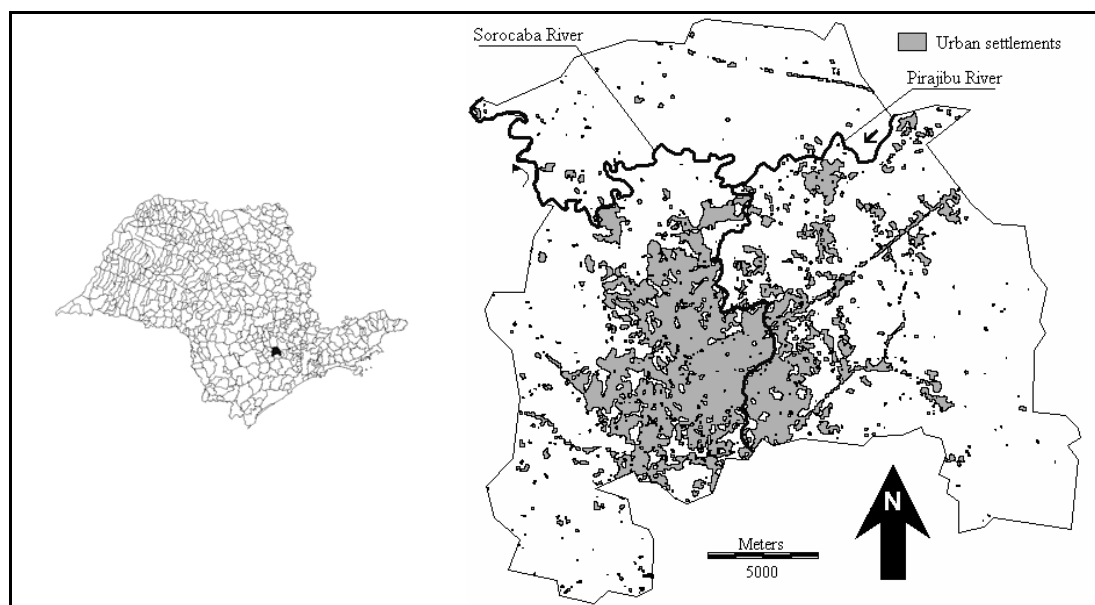 Sorocaba River
Urban settlements
Pirajibu River
N
Meters
5000